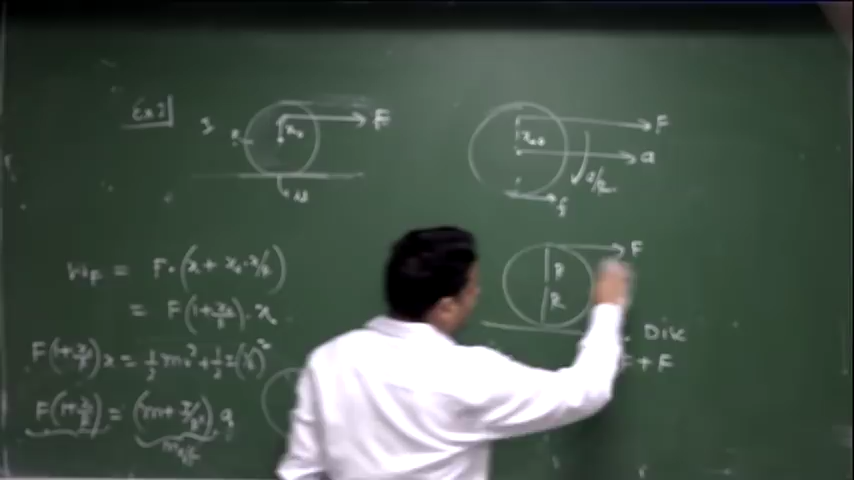 Ex 2
I
R
x₀
F
μs
F
x₀
a
a/R
f
W_F = F·(x + x₀·x/R)
= F(1+x₀/R)·x
F(1+x₀/R)x = ½mv²+½I(v/R)²
F(1+x₀/R) = (m+I/R²)·a
F
R
R
Disc
F + F